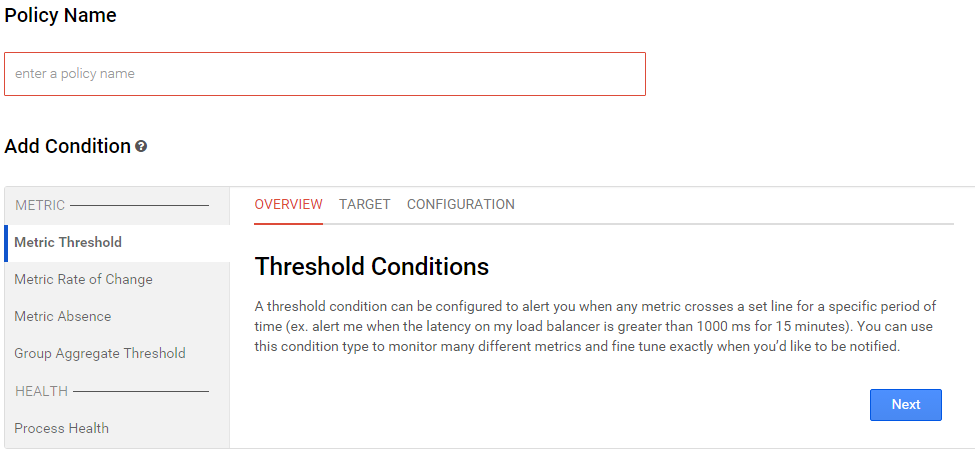 Policy Name
enter a policy name
Add Condition ?
METRIC
Metric Threshold
Metric Rate of Change
Metric Absence
Group Aggregate Threshold
HEALTH
Process Health
OVERVIEW TARGET CONFIGURATION
Threshold Conditions
A threshold condition can be configured to alert you when any metric crosses a set line for a specific period of
time (ex. alert me when the latency on my load balancer is greater than 1000 ms for 15 minutes). You can use
this condition type to monitor many different metrics and fine tune exactly when you’d like to be notified.
Next